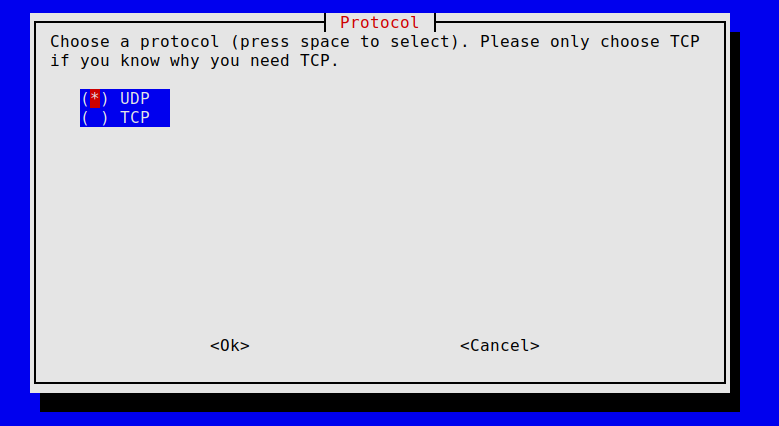 Protocol
Choose a protocol (press space to select). Please only choose TCP
if you know why you need TCP.
(*) UDP
( ) TCP
<Ok> <Cancel>